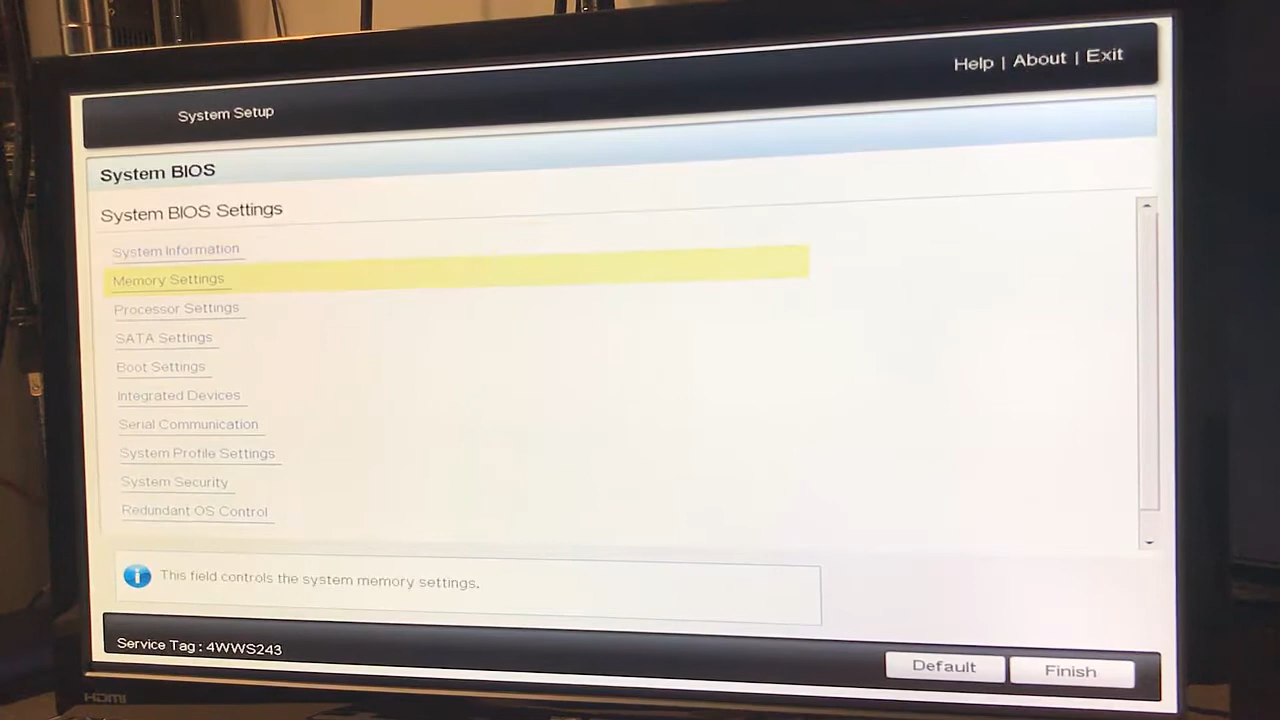 Help | About | Exit
System Setup
System BIOS
System BIOS Settings
System Information
Memory Settings
Processor Settings
SATA Settings
Boot Settings
Integrated Devices
Serial Communication
System Profile Settings
System Security
Redundant OS Control
This field controls the system memory settings.
Service Tag : 4WWS243
Default
Finish
HDMI